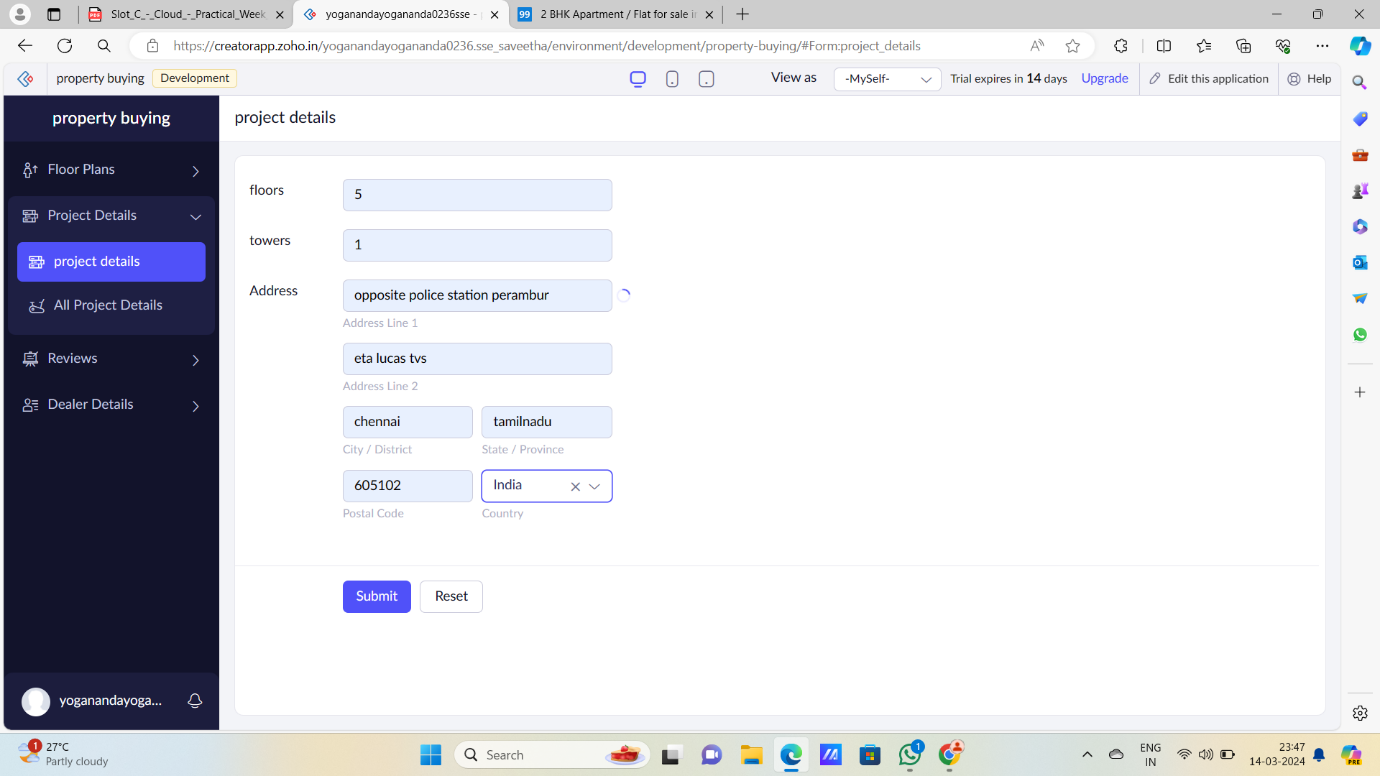 Slot_C_-_Cloud_-_Practical_Week
yoganandayogananda0236sse -
99
2 BHK Apartment / Flat for sale in
https://creatorapp.zoho.in/yoganandayogananda0236.sse_saveetha/environment/development/property-buying/#Form:project_details
property buying
Development
View as
-MySelf-
Trial expires in 14 days
Upgrade
Edit this application
Help
property buying
project details
Floor Plans
Project Details
project details
All Project Details
Reviews
Dealer Details
floors
5
towers
1
Address
opposite police station perambur
Address Line 1
eta lucas tvs
Address Line 2
chennai
tamilnadu
City / District
State / Province
605102
India
Postal Code
Country
Submit
Reset
yoganandayoga...
1
27°C
Partly cloudy
Search
1
ENG
IN
23:47
14-03-2024
PRE